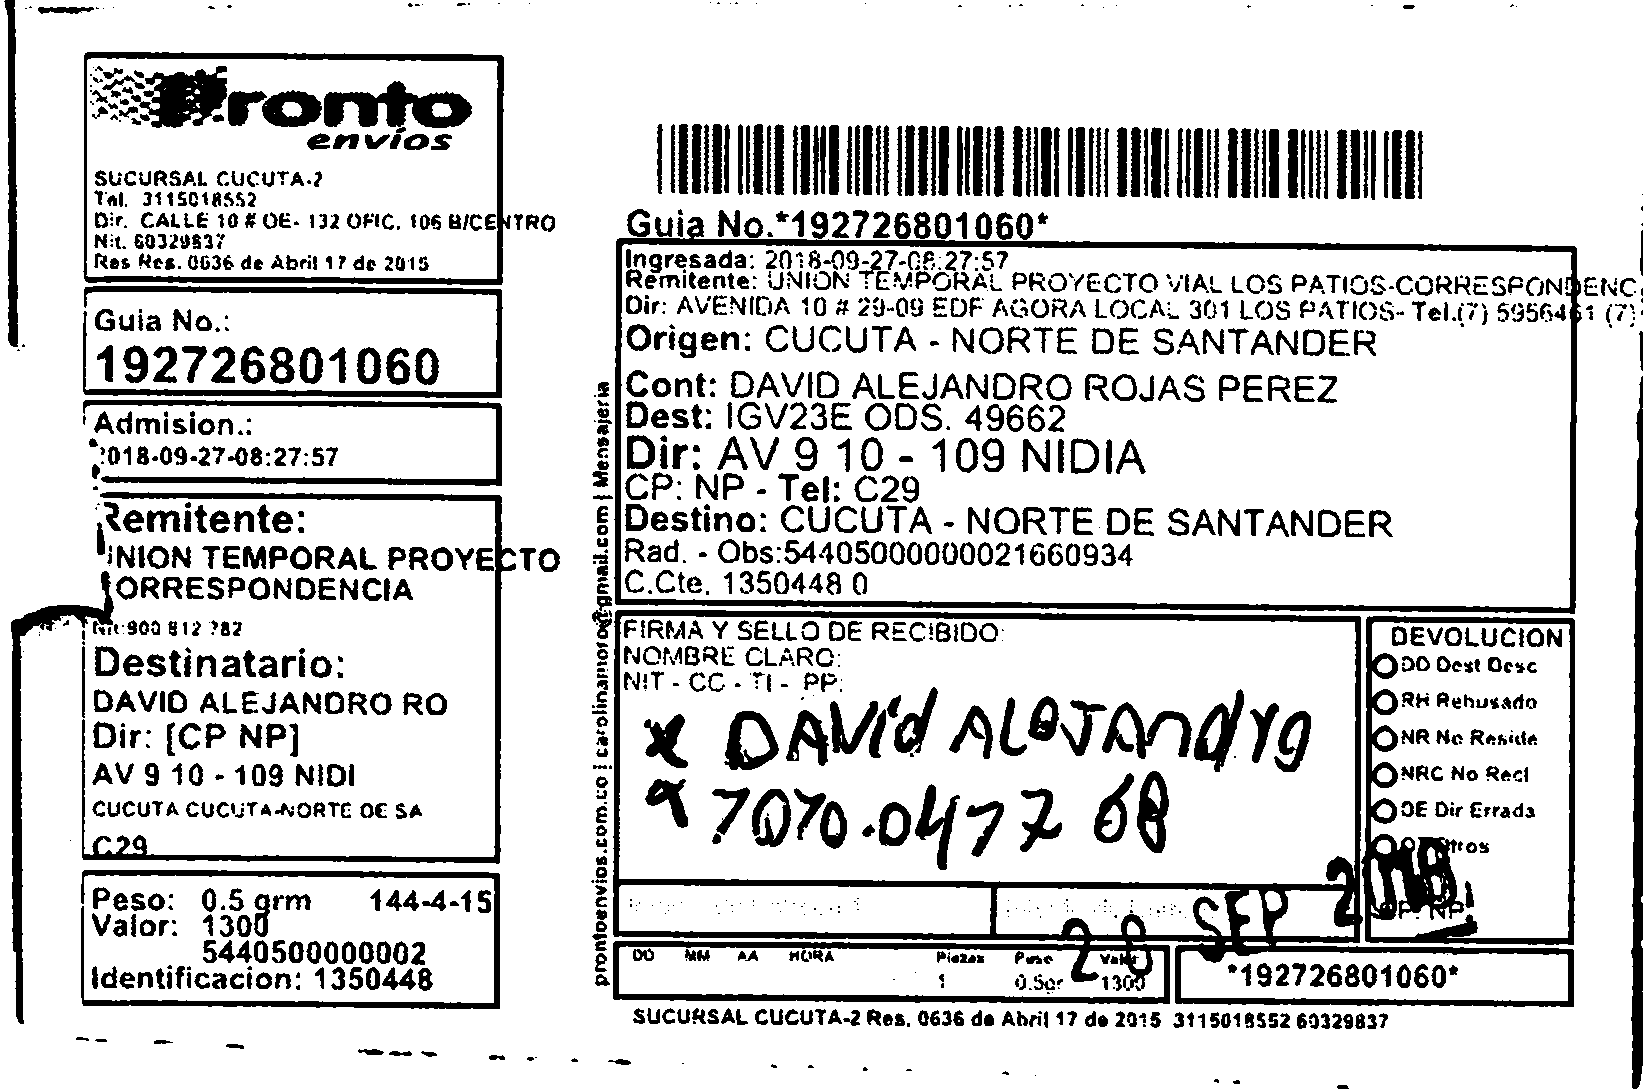 Pronto
envíos
SUCURSAL CUCUTA-2
Tel. 3115018552
Dir. CALLE 10 # OE- 132 OFIC. 106 B/CENTRO
Nit. 60329837
Res Res. 0636 de Abril 17 de 2015
Guia No.:
192726801060
Admision.:
2018-09-27-08:27:57
Remitente:
UNION TEMPORAL PROYECTO
CORRESPONDENCIA
Nit:900 812 782
Destinatario:
DAVID ALEJANDRO RO
Dir: [CP NP]
AV 9 10 - 109 NIDI
CUCUTA CUCUTA-NORTE DE SA
C29
Peso: 0.5 grm 144-4-15
Valor: 1300
5440500000002
Identificacion: 1350448
prontoenvios.com.co | carolinamoro@gmail.com | Mensajeria
Guia No.*192726801060*
Ingresada: 2018-09-27-08:27:57
Remitente: UNION TEMPORAL PROYECTO VIAL LOS PATIOS-CORRESPONDENC
Dir: AVENIDA 10 # 29-09 EDF AGORA LOCAL 301 LOS PATIOS- Tel.(7) 5956461 (7)
Origen: CUCUTA - NORTE DE SANTANDER
Cont: DAVID ALEJANDRO ROJAS PEREZ
Dest: IGV23E ODS. 49662
Dir: AV 9 10 - 109 NIDIA
CP: NP - Tel: C29
Destino: CUCUTA - NORTE DE SANTANDER
Rad. - Obs:54405000000021660934
C.Cte. 1350448 0
FIRMA Y SELLO DE RECIBIDO:
NOMBRE CLARO:
NIT - CC - TI - PP:
x DAVid ALeJANdro
7070.0477 68
DEVOLUCION
DD Dest Desc
RH Rehusado
NR No Reside
NRC No Recl
DE Dir Errada
OT Otros
CP: NP
28 SEP 2018
DD MM AA HORA Piezas Peso Valor
1 0.5gr 1300
*192726801060*
SUCURSAL CUCUTA-2 Res. 0636 de Abril 17 de 2015 3115018552 60329837